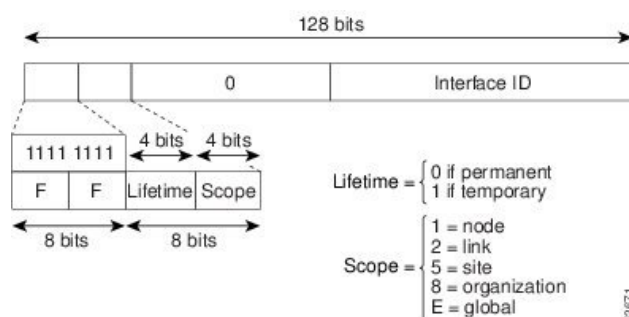 128 bits
0 Interface ID
4 bits 4 bits
1111 1111
F F Lifetime Scope
8 bits 8 bits
Lifetime = 0 if permanent
1 if temporary
Scope = 1 = node
2 = link
5 = site
8 = organization
E = global